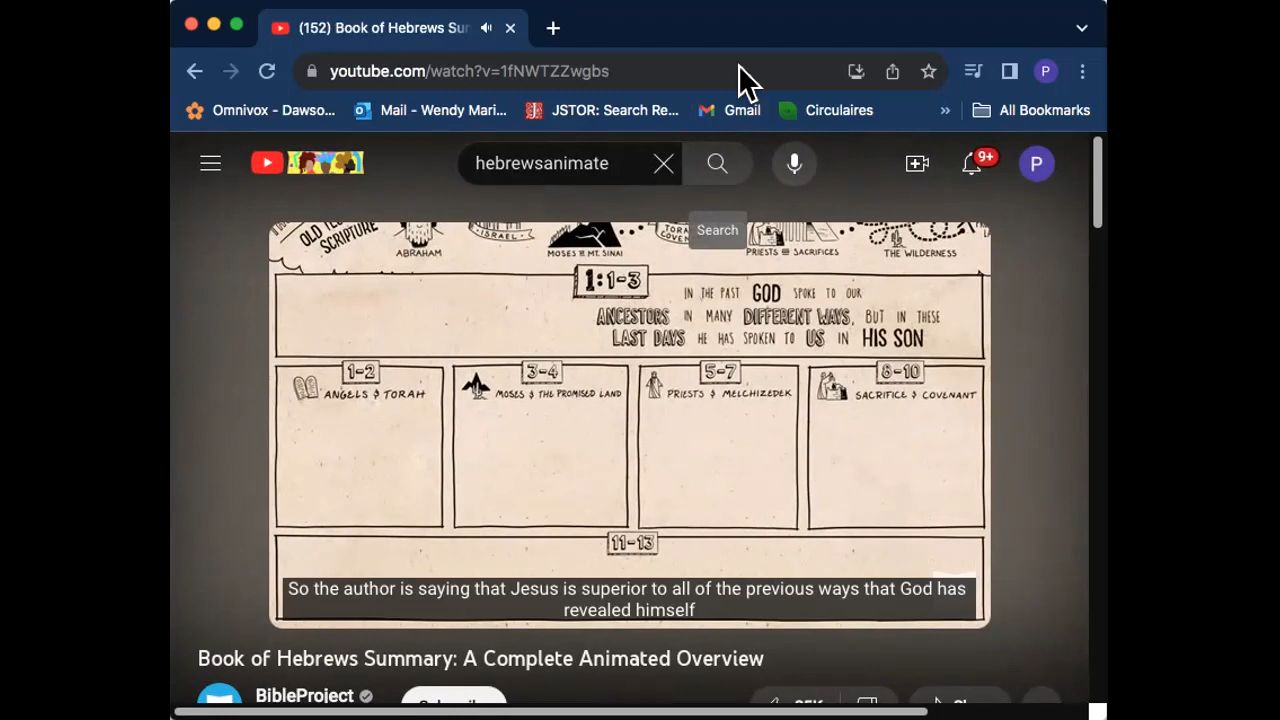 (152) Book of Hebrews Sur
youtube.com/watch?v=1fNWTZZwgbs
P
Omnivox - Dawso...
Mail - Wendy Mari...
JSTOR: Search Re...
Gmail
Circulaires
»
All Bookmarks
hebrewsanimate
9+
P
Search
OLD TE
SCRIPTURE
ABRAHAM
ISRAEL
MOSES @ MT. SINAI
TORA
COVEN
PRIESTS & SACRIFICES
THE WILDERNESS
1:1-3
IN THE PAST GOD SPOKE TO OUR
ANCESTORS IN MANY DIFFERENT WAYS, BUT IN THESE
LAST DAYS HE HAS SPOKEN TO US IN HIS SON
1-2
ANGELS & TORAH
3-4
MOSES & THE PROMISED LAND
5-7
PRIESTS & MELCHIZEDEK
8-10
SACRIFICE & COVENANT
11-13
So the author is saying that Jesus is superior to all of the previous ways that God has
revealed himself
Book of Hebrews Summary: A Complete Animated Overview
BibleProject